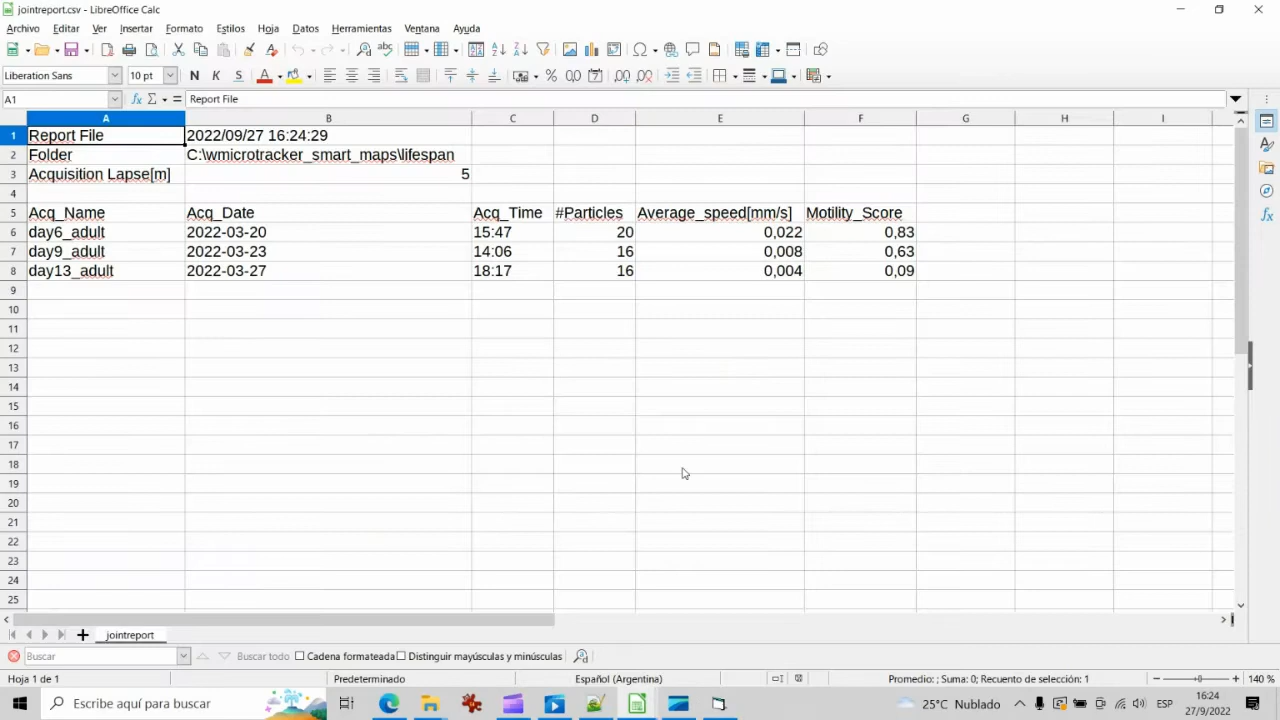 jointreport.csv - LibreOffice Calc
Archivo Editar Ver Insertar Formato Estilos Hoja Datos Herramientas Ventana Ayuda
Liberation Sans 10 pt N K S A
A1 Report File
A B C D E F G H I
1 Report File 2022/09/27 16:24:29
2 Folder C:\wmicrotracker_smart_maps\lifespan
3 Acquisition Lapse[m] 5
4
5 Acq_Name Acq_Date Acq_Time #Particles Average_speed[mm/s] Motility_Score
6 day6_adult 2022-03-20 15:47 20 0,022 0,83
7 day9_adult 2022-03-23 14:06 16 0,008 0,63
8 day13_adult 2022-03-27 18:17 16 0,004 0,09
9
10
11
12
13
14
15
16
17
18
19
20
21
22
23
24
25
jointreport
Buscar Buscar todo Cadena formateada Distinguir mayúsculas y minúsculas
Hoja 1 de 1 Predeterminado Español (Argentina) Promedio: ; Suma: 0; Recuento de selección: 1 140 %
Escribe aquí para buscar 25°C Nublado ESP 16:24
27/9/2022